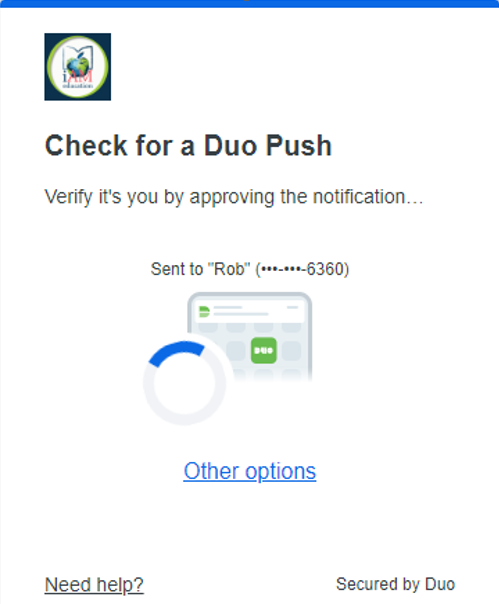 iAM
education
Check for a Duo Push
Verify it's you by approving the notification…
Sent to "Rob" (•••-•••-6360)
DUO
Other options
Need help?
Secured by Duo